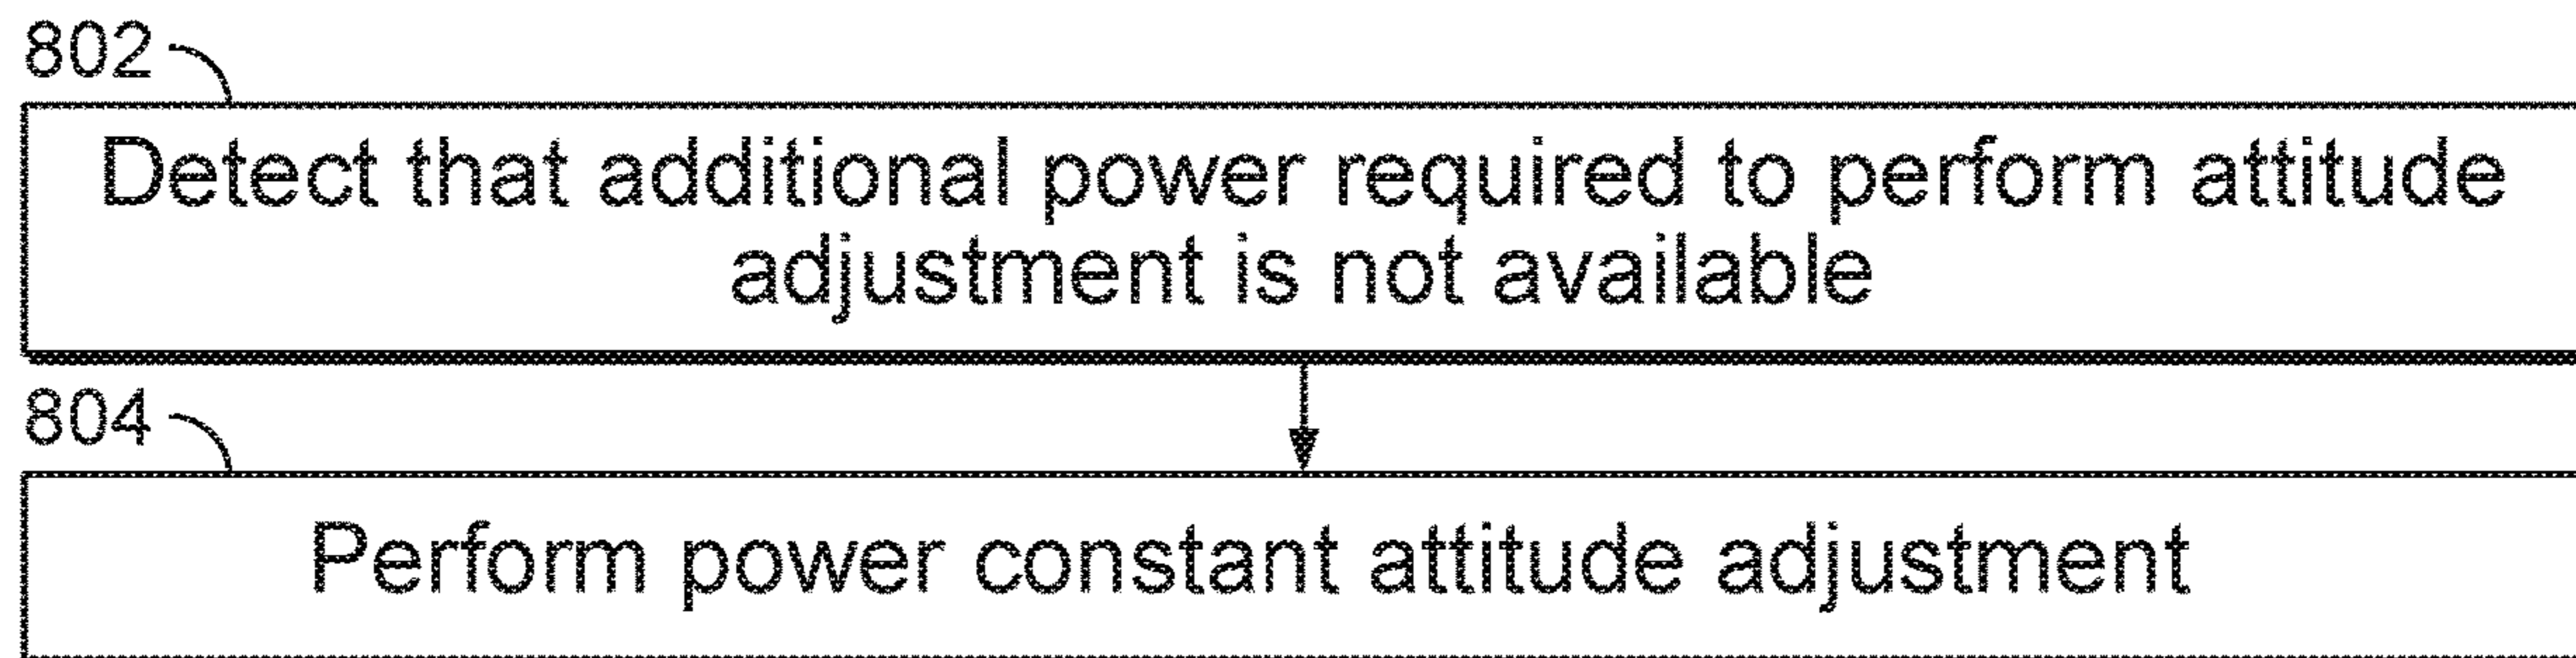 802
Detect that additional power required to perform attitude
adjustment is not available
804
Perform power constant attitude adjustment